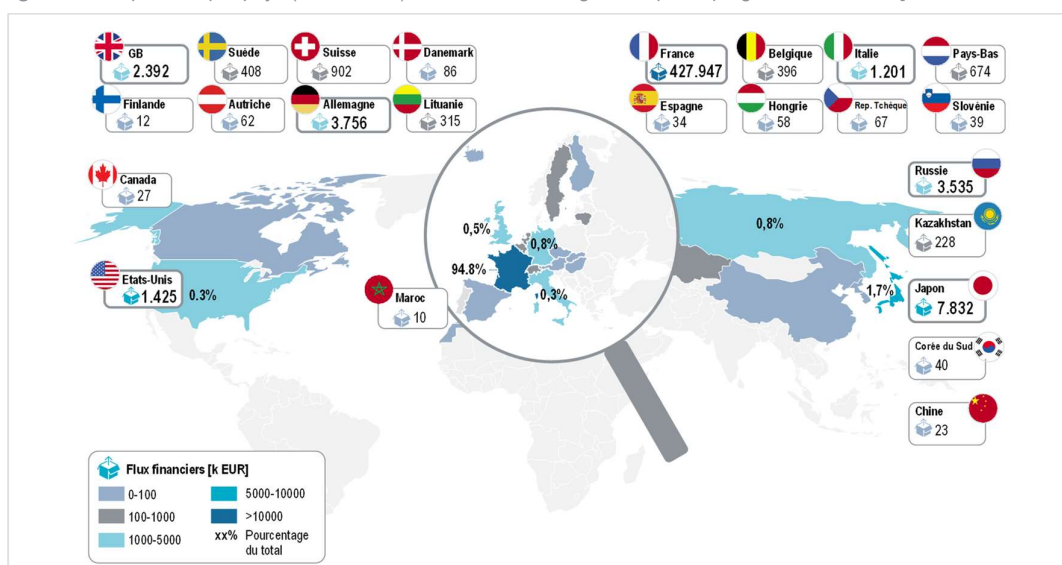 GB
2.392
Suède
408
Suisse
902
Danemark
86
Finlande
12
Autriche
62
Allemagne
3.756
Lituanie
315
France
427.947
Belgique
396
Italie
1.201
Pays-Bas
674
Espagne
34
Hongrie
58
Rep. Tchèque
67
Slovénie
39
Canada
27
Etats-Unis
1.425
0.3%
Maroc
10
0,5%
0,8%
94.8%
0,3%
0,8%
1,7%
Russie
3.535
Kazakhstan
228
Japon
7.832
Corèe du Sud
40
Chine
23
Flux financiers [k EUR]
0-100
100-1000
1000-5000
5000-10000
>10000
xx% Pourcentage
du total